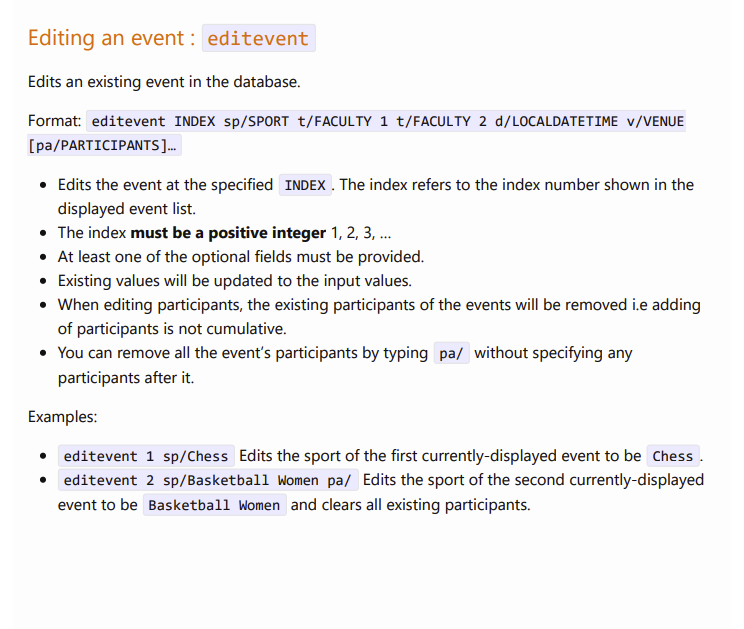 Editing an event : editevent
Edits an existing event in the database.
Format: editevent INDEX sp/SPORT t/FACULTY 1 t/FACULTY 2 d/LOCALDATETIME v/VENUE
[pa/PARTICIPANTS]…
• Edits the event at the specified INDEX. The index refers to the index number shown in the
displayed event list.
• The index must be a positive integer 1, 2, 3, …
• At least one of the optional fields must be provided.
• Existing values will be updated to the input values.
• When editing participants, the existing participants of the events will be removed i.e adding
of participants is not cumulative.
• You can remove all the event’s participants by typing pa/ without specifying any
participants after it.
Examples:
• editevent 1 sp/Chess Edits the sport of the first currently-displayed event to be Chess.
• editevent 2 sp/Basketball Women pa/ Edits the sport of the second currently-displayed
event to be Basketball Women and clears all existing participants.